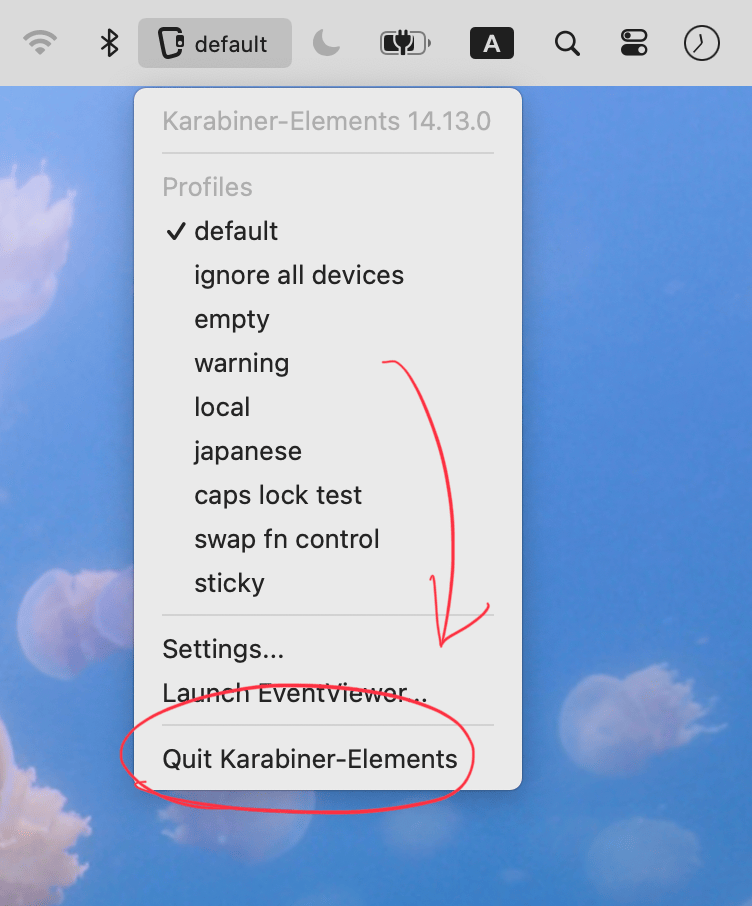 default
A
Karabiner-Elements 14.13.0
Profiles
✓ default
ignore all devices
empty
warning
local
japanese
caps lock test
swap fn control
sticky
Settings...
Launch EventViewer...
Quit Karabiner-Elements